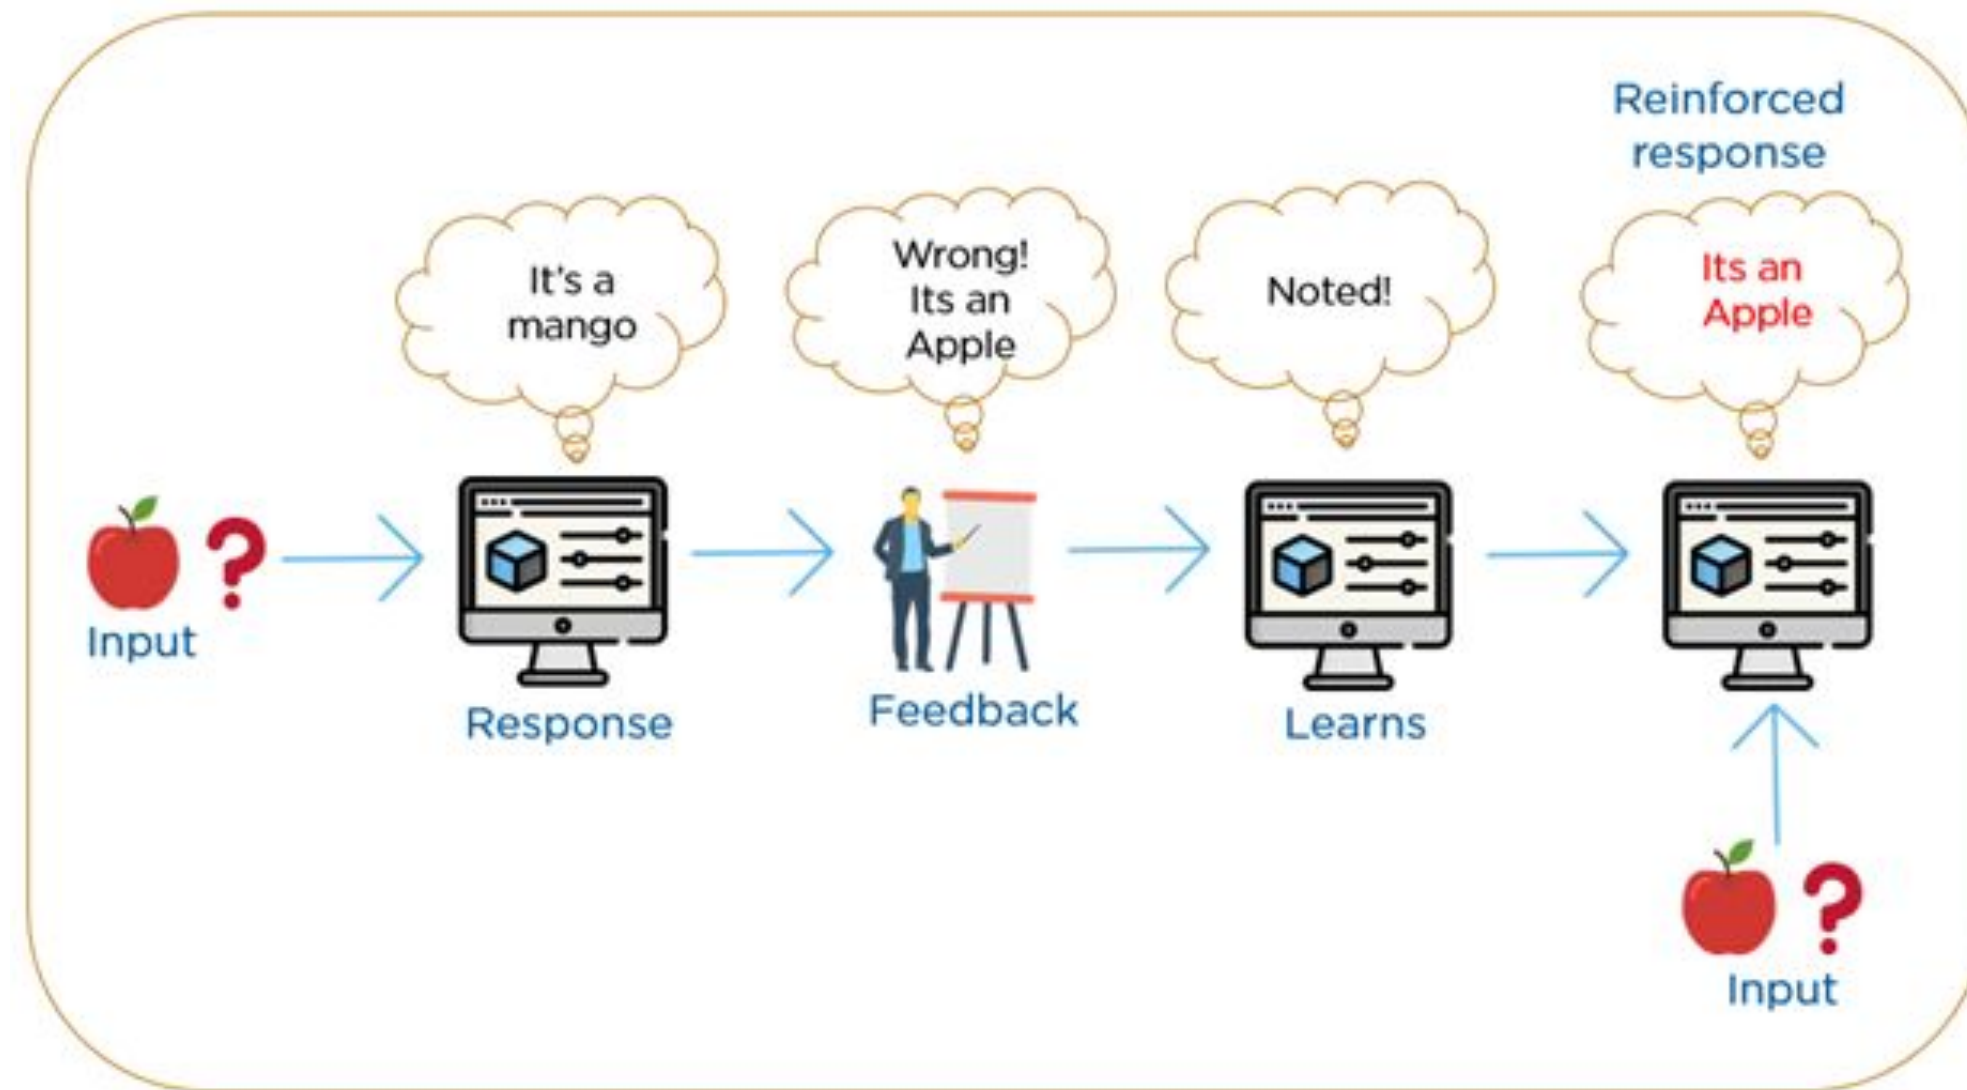 Reinforced
response
It's a
mango
Wrong!
Its an
Apple
Noted!
Its an
Apple
?
Input
Response
Feedback
Learns
?
Input